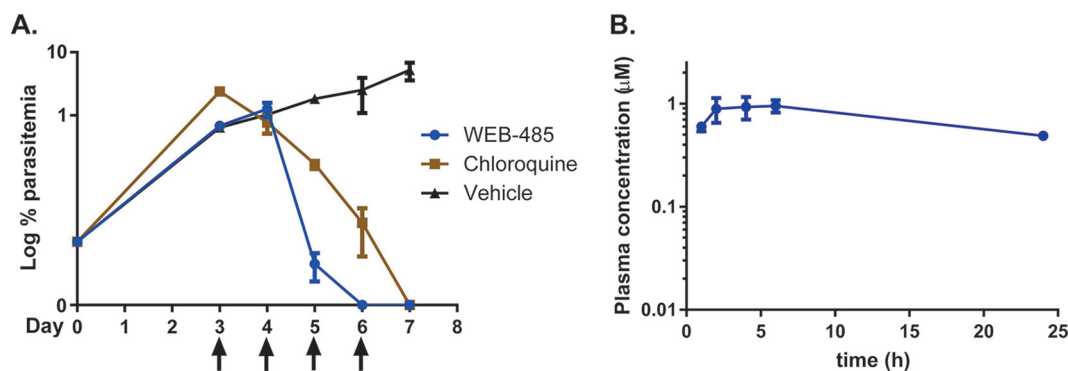 A.
10
1
0
Log % parasitemia
Day 0 1 2 3 4 5 6 7 8
WEB-485
Chloroquine
Vehicle
B.
1
0.1
0.01
Plasma concentration (μM)
0 5 10 15 20 25
time (h)